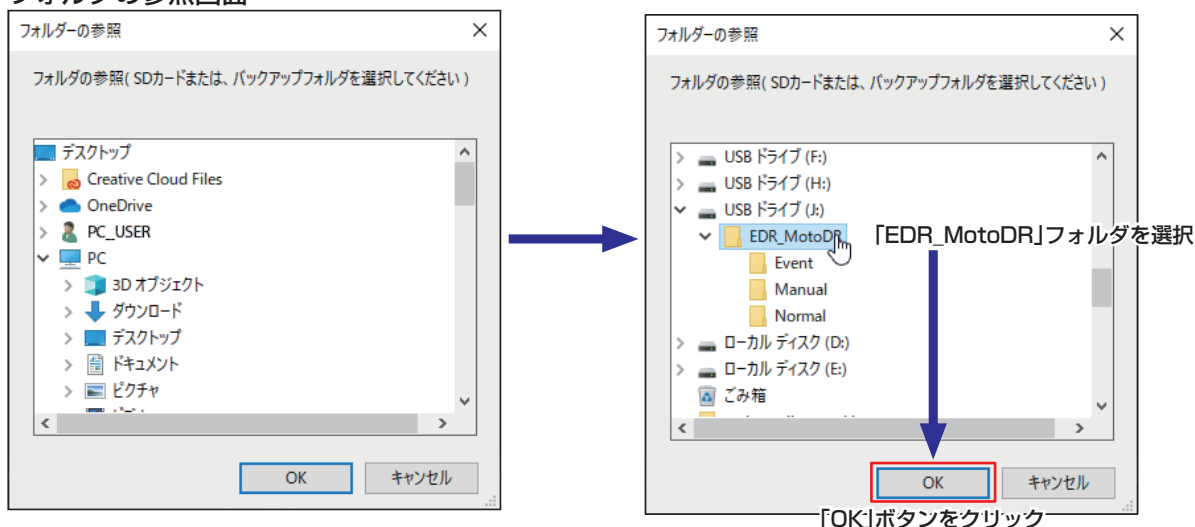 フォルダの参照画面
フォルダーの参照
フォルダの参照( SDカードまたは、バックアップフォルダを選択してください )
デスクトップ
Creative Cloud Files
OneDrive
PC_USER
PC
3D オブジェクト
ダウンロード
デスクトップ
ドキュメント
ピクチャ
OK
キャンセル
フォルダーの参照
フォルダの参照( SDカードまたは、バックアップフォルダを選択してください )
USB ドライブ (F:)
USB ドライブ (H:)
USB ドライブ (J:)
EDR_MotoDR
「EDR_MotoDR」フォルダを選択
Event
Manual
Normal
ローカル ディスク (D:)
ローカル ディスク (E:)
ごみ箱
OK
キャンセル
「OK」ボタンをクリック